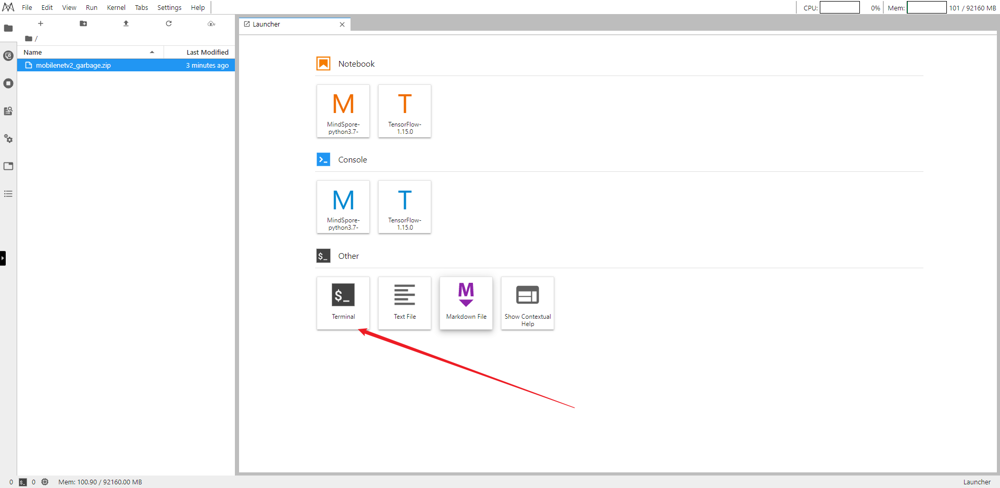 File Edit View Run Kernel Tabs Settings Help
CPU: 0% Mem: 101 / 92160 MB
/
Name Last Modified
mobilenetv2_garbage.zip 3 minutes ago
Launcher
Notebook
M
MindSpore-
python3.7-
T
TensorFlow-
1.15.0
Console
M
MindSpore-
python3.7-
T
TensorFlow-
1.15.0
$_ Other
$_
Terminal
Text File
M
Markdown File
Show Contextual
Help
0 $_ 0 Mem: 100.90 / 92160.00 MB
Launcher